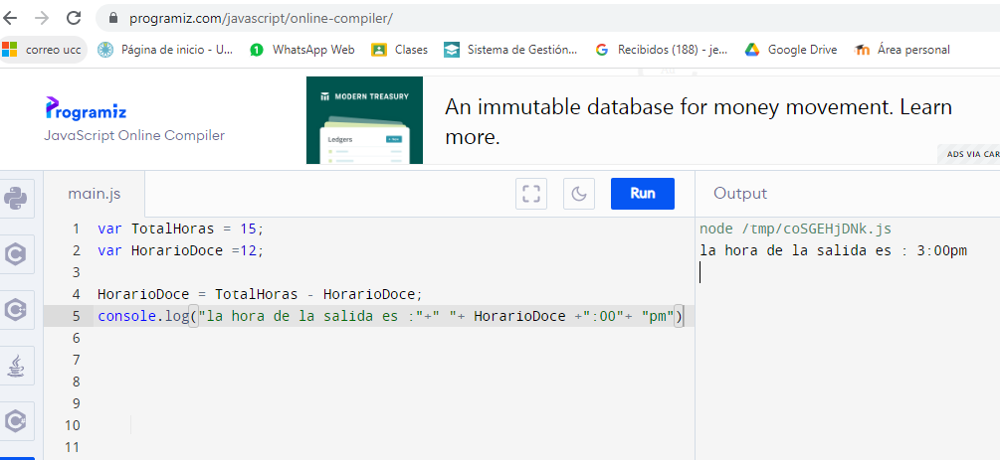 programiz.com/javascript/online-compiler/
correo ucc Página de inicio - U... 1 WhatsApp Web Clases Sistema de Gestión... Recibidos (188) - je... Google Drive Área personal
Programiz
JavaScript Online Compiler
MODERN TREASURY
Ledgers
An immutable database for money movement. Learn
more.
ADS VIA CAR
main.js Run Output
1 var TotalHoras = 15;
2 var HorarioDoce =12;
3
4 HorarioDoce = TotalHoras - HorarioDoce;
5 console.log("la hora de la salida es :"+" "+ HorarioDoce +":00"+ "pm")
6
7
8
9
10
11
node /tmp/coSGEHjDNk.js
la hora de la salida es : 3:00pm